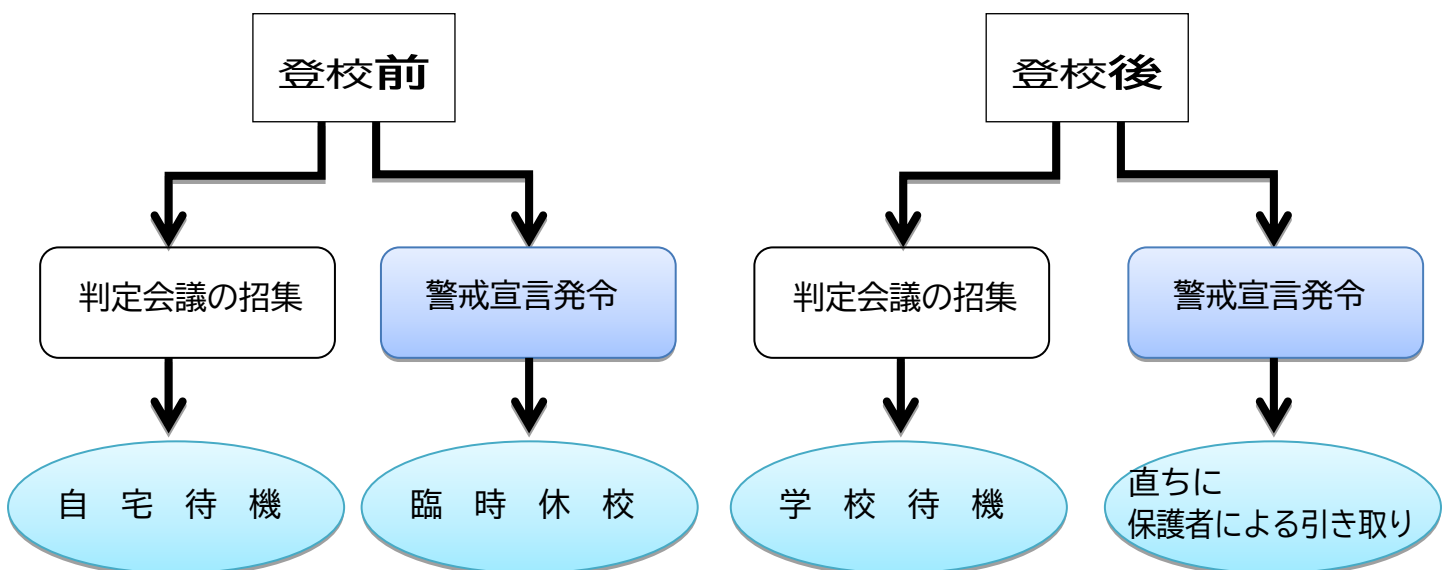 登校前
登校後
判定会議の招集
警戒宣言発令
判定会議の招集
警戒宣言発令
自　宅　待　機
臨　時　休　校
学　校　待　機
直ちに
保護者による引き取り